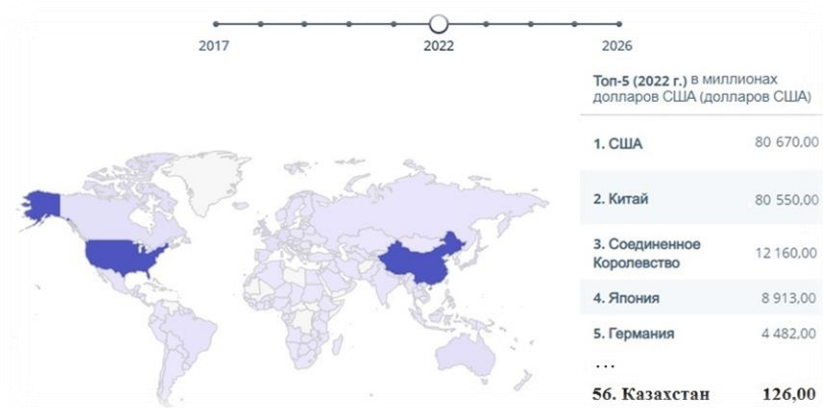 2017 2022 2026
Топ-5 (2022 г.) в миллионах
долларов США (долларов США)
1. США 80 670,00
2. Китай 80 550,00
3. Соединенное
Королевство 12 160,00
4. Япония 8 913,00
5. Германия 4 482,00
...
56. Казахстан 126,00